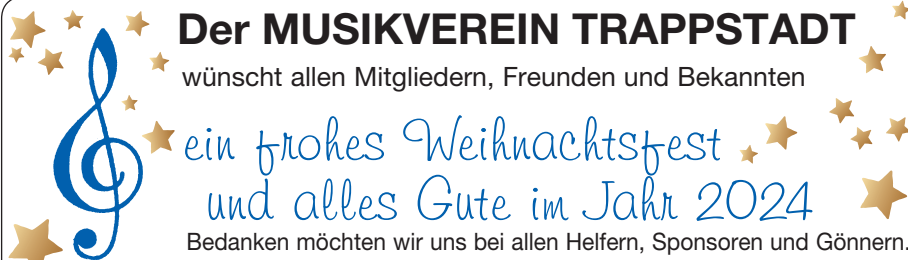 Der MUSIKVEREIN TRAPPSTADT
wünscht allen Mitgliedern, Freunden und Bekannten
ein frohes Weihnachtsfest
und alles Gute im Jahr 2024
Bedanken möchten wir uns bei allen Helfern, Sponsoren und Gönnern.